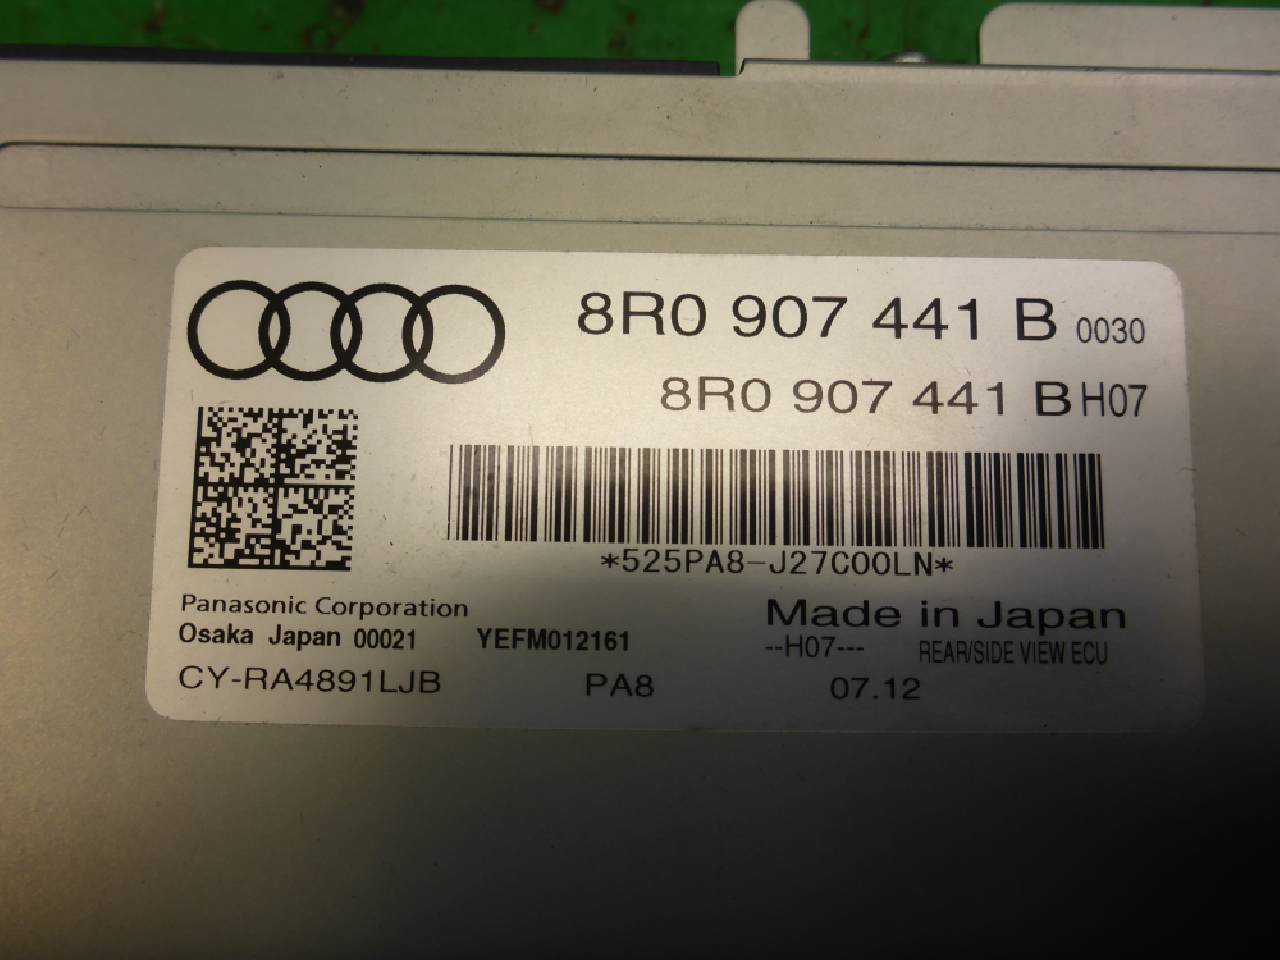 8R0 907 441 B 0030
8R0 907 441 B H07
*525PA8-J27C00LN*
Panasonic Corporation
Made in Japan
Osaka Japan 00021 YEFM012161
--H07--- REAR/SIDE VIEW ECU
CY-RA4891LJB PA8 07.12